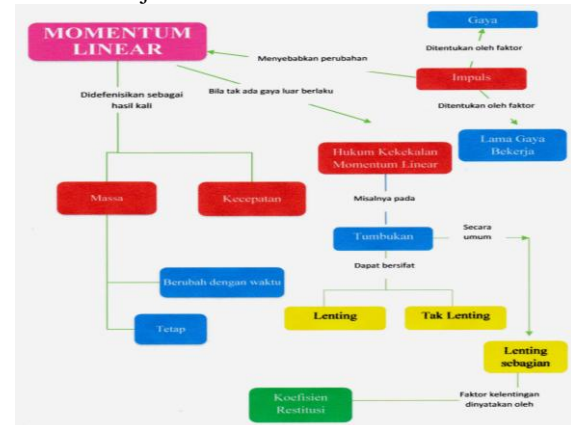 MOMENTUM
LINEAR
Gaya
Ditentukan oleh faktor
Menyebabkan perubahan
Impuls
Didefenisikan sebagai
hasil kali
Bila tak ada gaya luar berlaku
Ditentukan oleh faktor
Lama Gaya
Bekerja
Hukum Kekekalan
Momentum Linear
Massa
Kecepatan
Misalnya pada
Tumbukan
Secara
umum
Dapat bersifat
Berubah dengan waktu
Lenting
Tak Lenting
Tetap
Lenting
sebagian
Koefisien
Restitusi
Faktor kelentingan
dinyatakan oleh